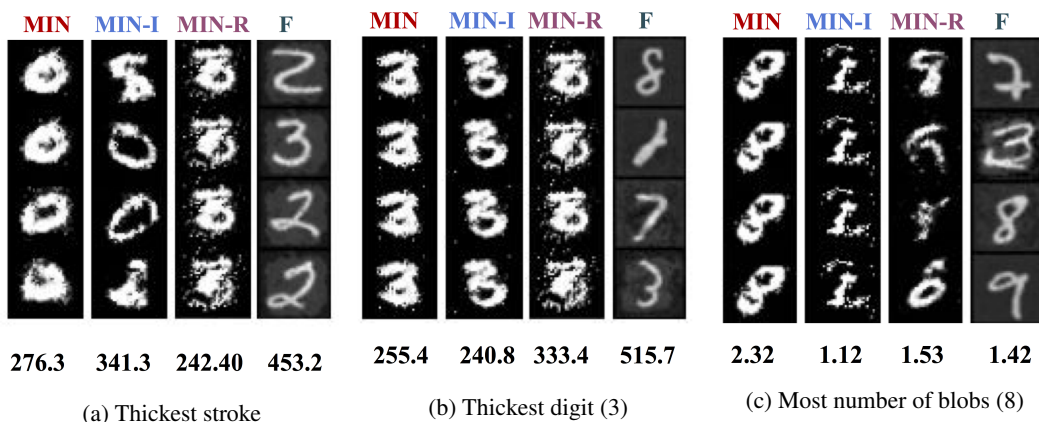 MIN MIN-I MIN-R F
276.3 341.3 242.40 453.2
(a) Thickest stroke
MIN MIN-I MIN-R F
255.4 240.8 333.4 515.7
(b) Thickest digit (3)
MIN MIN-I MIN-R F
2.32 1.12 1.53 1.42
(c) Most number of blobs (8)